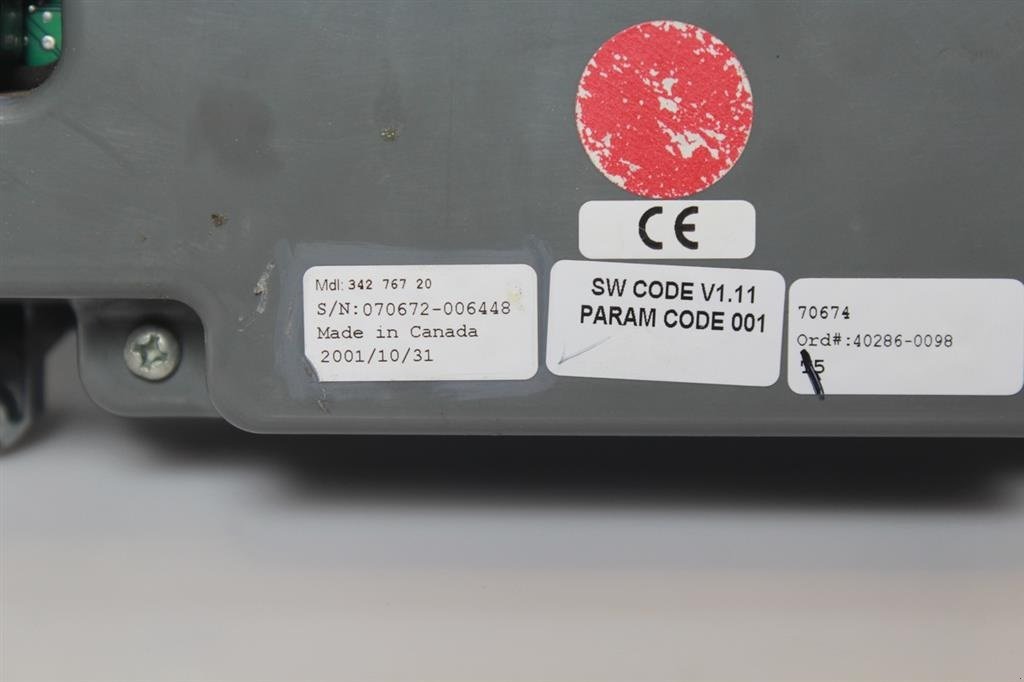 CE
Mdl: 342 767 20
S/N:070672-006448
Made in Canada
2001/10/31
SW CODE V1.11
PARAM CODE 001
70674
Ord#:40286-0098